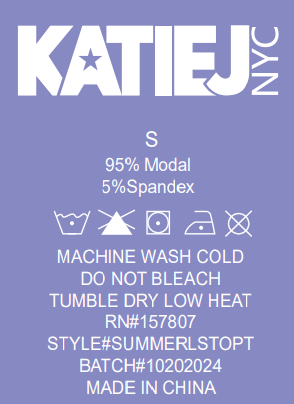 KATIEJ NYC
S
95% Modal
5%Spandex
MACHINE WASH COLD
DO NOT BLEACH
TUMBLE DRY LOW HEAT
RN#157807
STYLE#SUMMERLSTOPT
BATCH#10202024
MADE IN CHINA